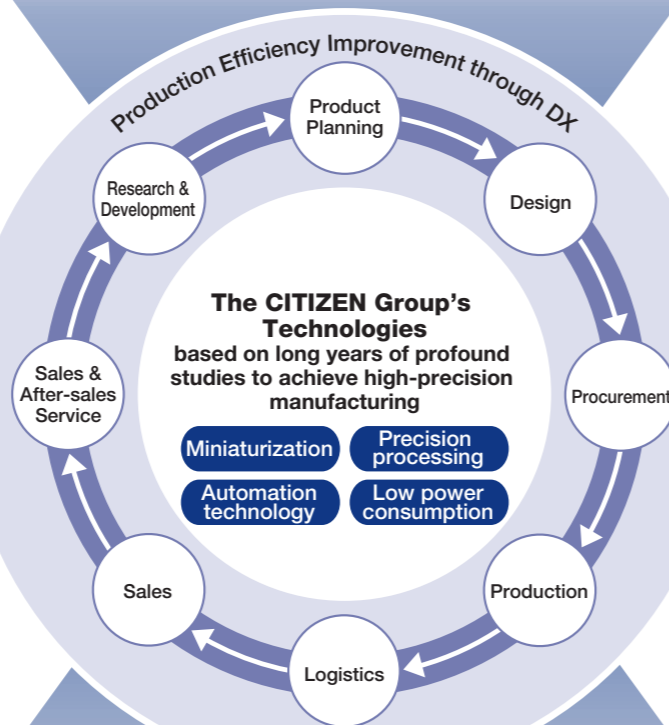 Production Efficiency Improvement through DX
Product
Planning
Research &
Development
Design
The CITIZEN Group's
Technologies
based on long years of profound
studies to achieve high-precision
manufacturing
Sales &
After-sales
Service
Procurement
Miniaturization
Precision
processing
Automation
technology
Low power
consumption
Sales
Production
Logistics